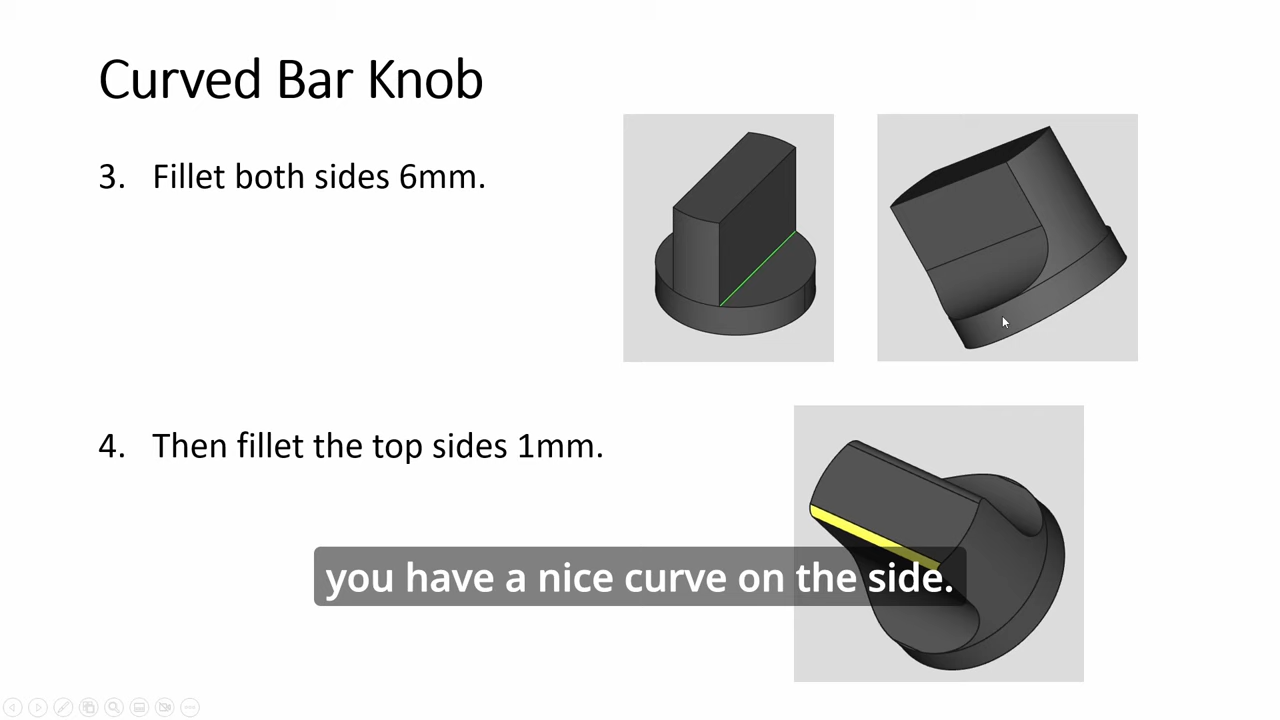 Curved Bar Knob
3. Fillet both sides 6mm.
4. Then fillet the top sides 1mm.
you have a nice curve on the side.